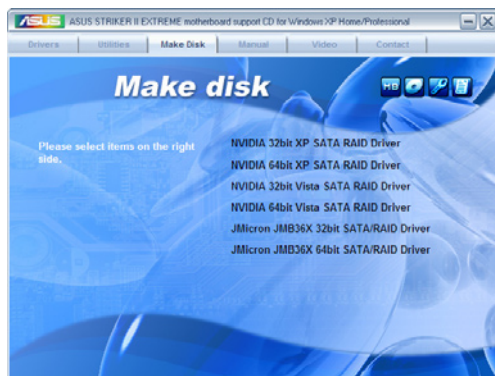 ASUS ASUS STRIKER II EXTREME motherboard support CD for Windows XP Home/Professional
Drivers Utilities Make Disk Manual Video Contact
Make disk
MB
Please select items on the right
side.
NVIDIA 32bit XP SATA RAID Driver
NVIDIA 64bit XP SATA RAID Driver
NVIDIA 32bit Vista SATA RAID Driver
NVIDIA 64bit Vista SATA RAID Driver
JMicron JMB36X 32bit SATA/RAID Driver
JMicron JMB36X 64bit SATA/RAID Driver